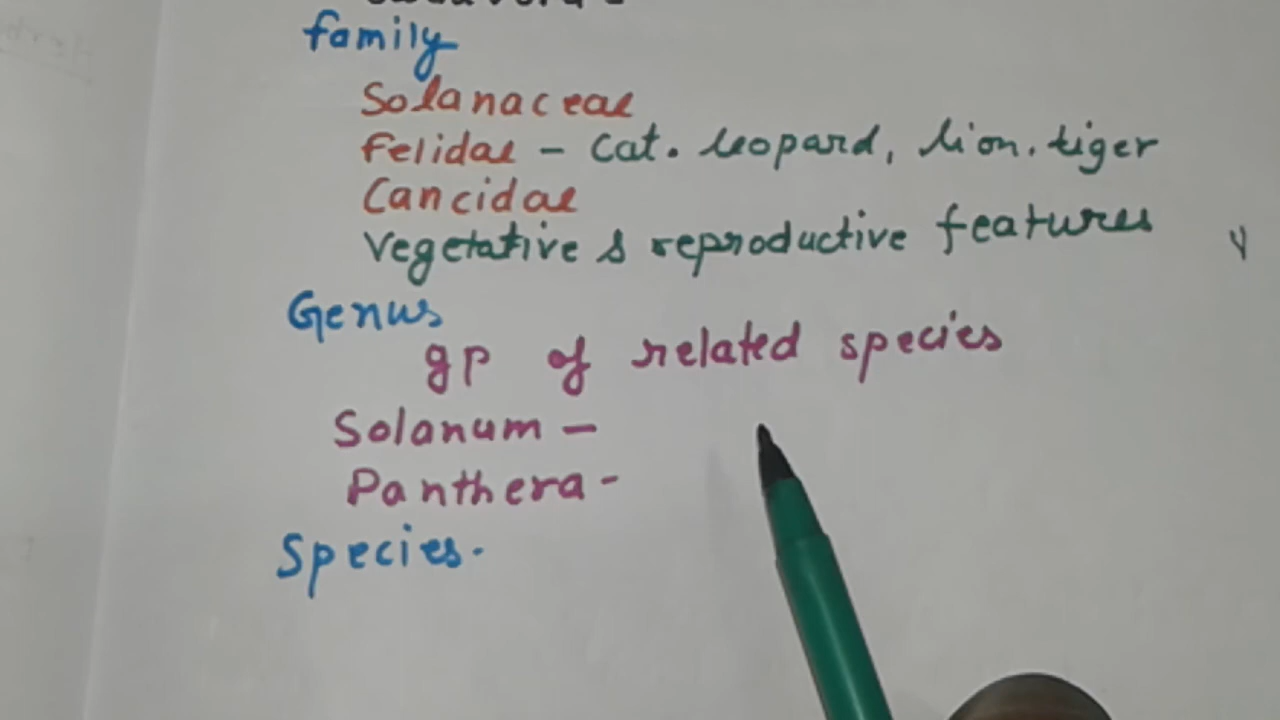 family
Solanaceae
Felidae - Cat. leopard, lion. tiger
Cancidae
Vegetative & reproductive features
Genus
gp of related species
Solanum -
Panthera -
Species.